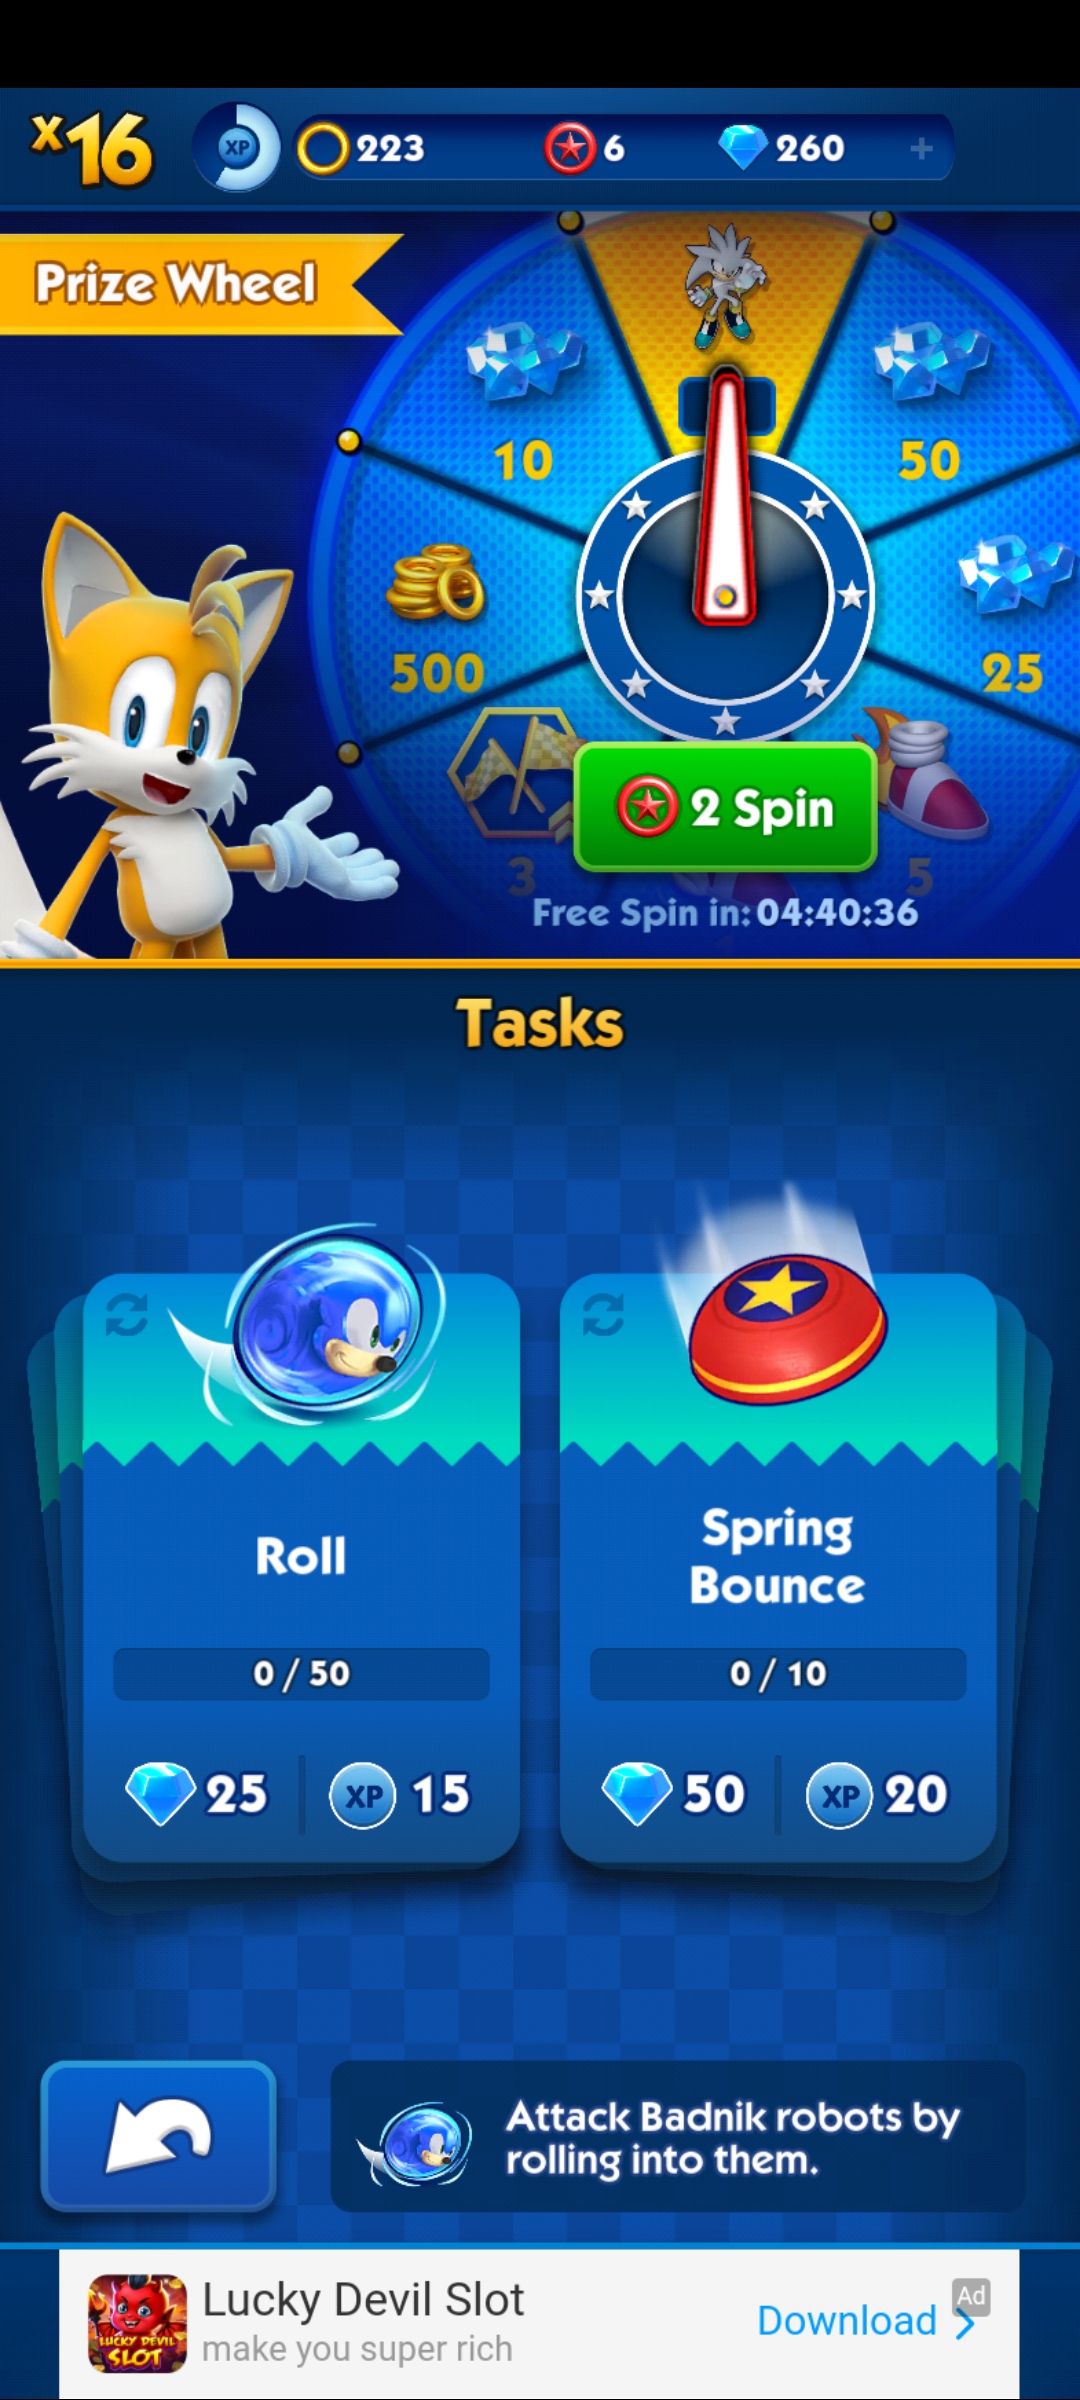 x16
XP
223
6
260
+
Prize Wheel
10
50
500
25
3
5
2 Spin
Free Spin in: 04:40:36
Tasks
Roll
0 / 50
25
XP 15
Spring
Bounce
0 / 10
50
XP 20
Attack Badnik robots by
rolling into them.
LUCKY DEVIL
SLOT
Lucky Devil Slot
make you super rich
Download
Ad